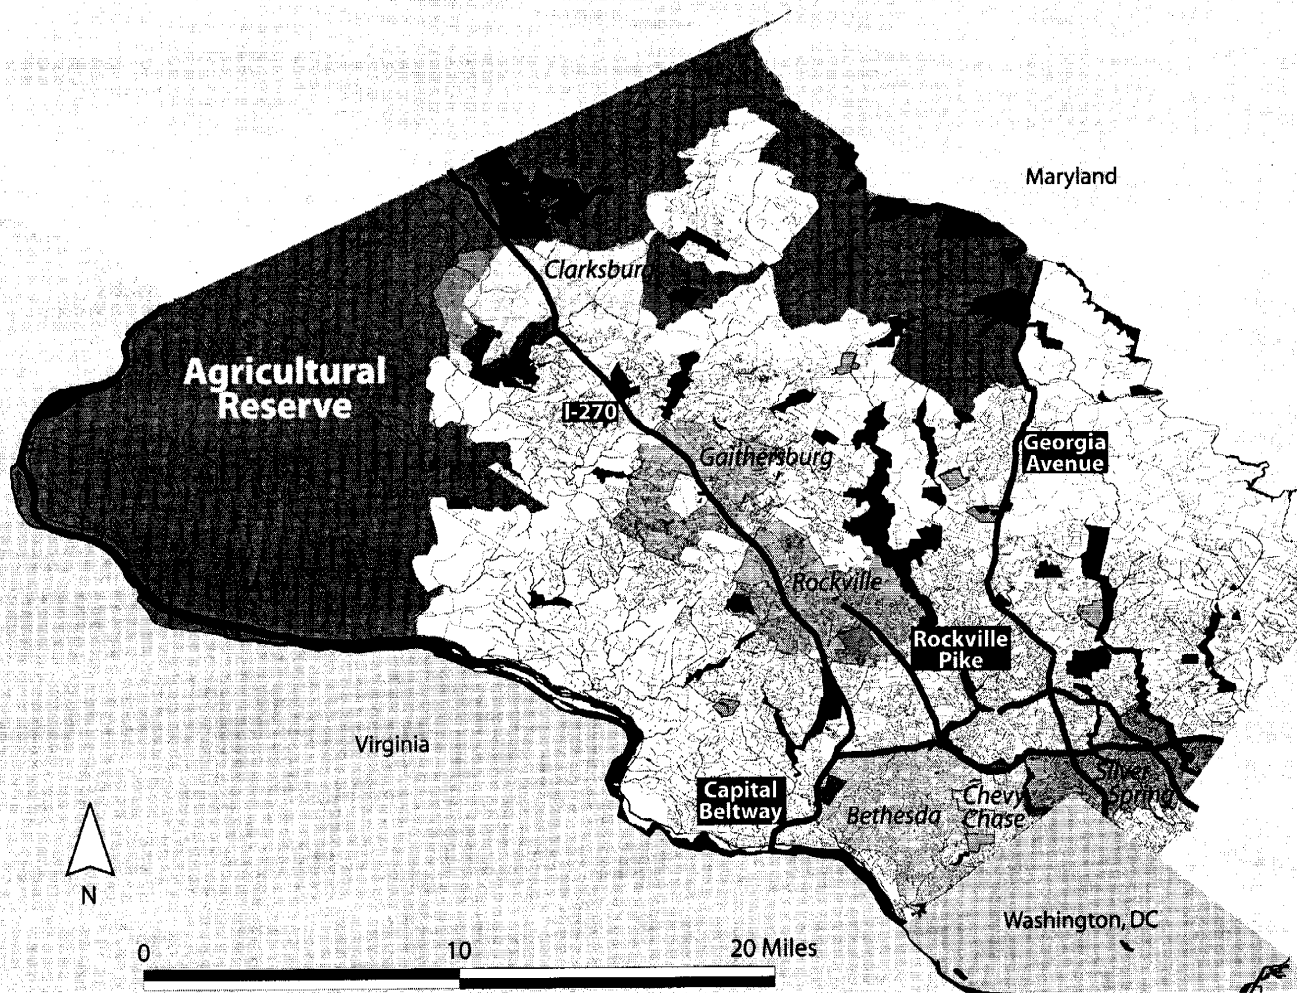 Maryland
Clarksburg
Agricultural
Reserve
I-270
Georgia
Avenue
Gaithersburg
Rockville
Rockville
Pike
Virginia
Capital
Beltway
Bethesda
Chevy
Chase
Silver
Spring
N
Washington, DC
0
10
20 Miles